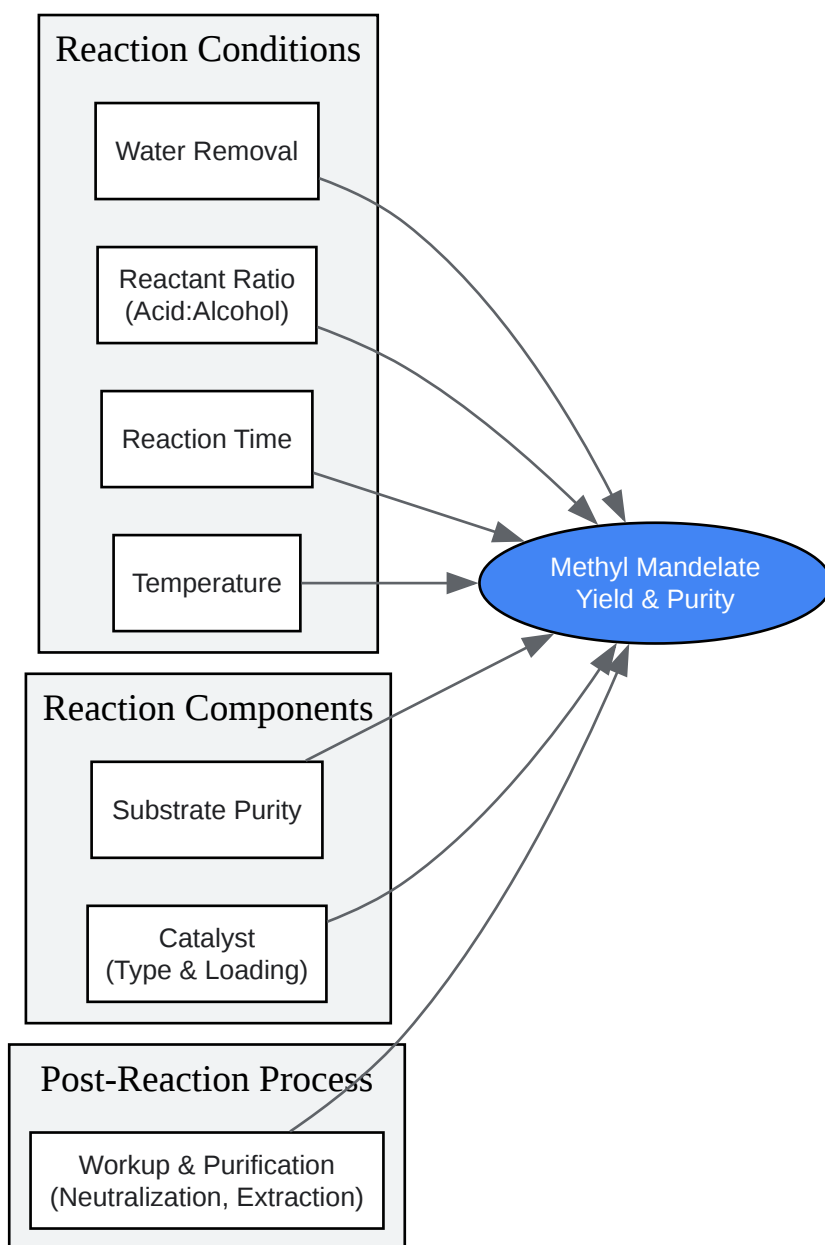 Reaction Conditions
Water Removal
Reactant Ratio
(Acid:Alcohol)
Reaction Time
Temperature
Methyl Mandelate
Yield & Purity
Reaction Components
Substrate Purity
Catalyst
(Type & Loading)
Post-Reaction Process
Workup & Purification
(Neutralization, Extraction)